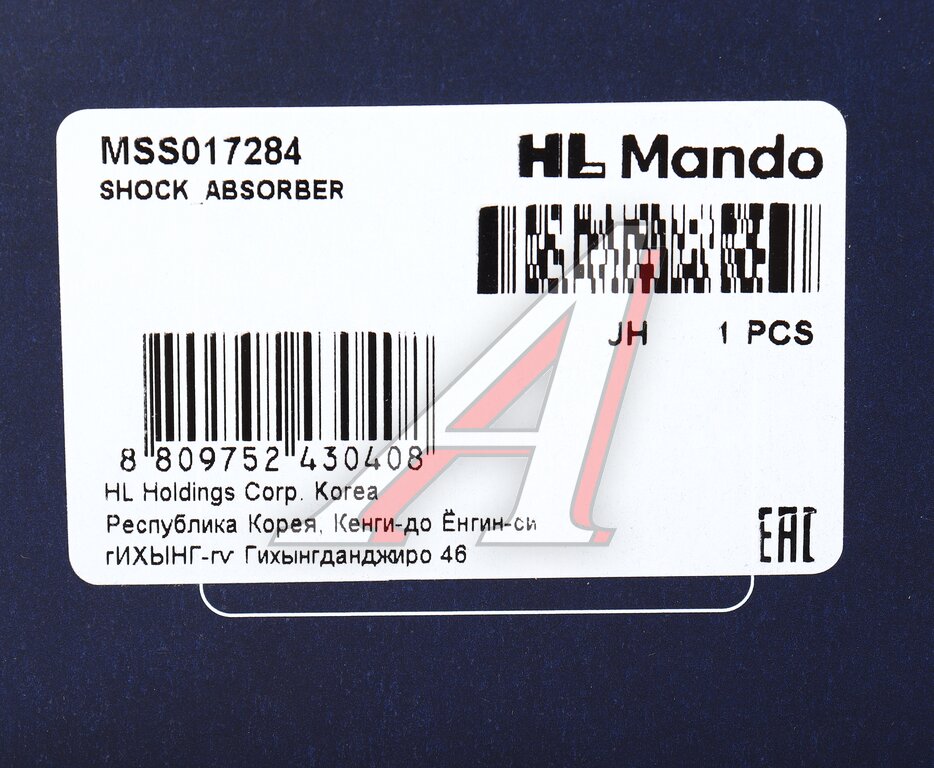 MSS017284
SHOCK ABSORBER
HL Mando
JH 1 PCS
8 809752 430408
HL Holdings Corp. Korea
Республика Корея, Кенги-до Ёнгин-си
гИХЫНГ-гу Гихынгданджиро 46
EAC